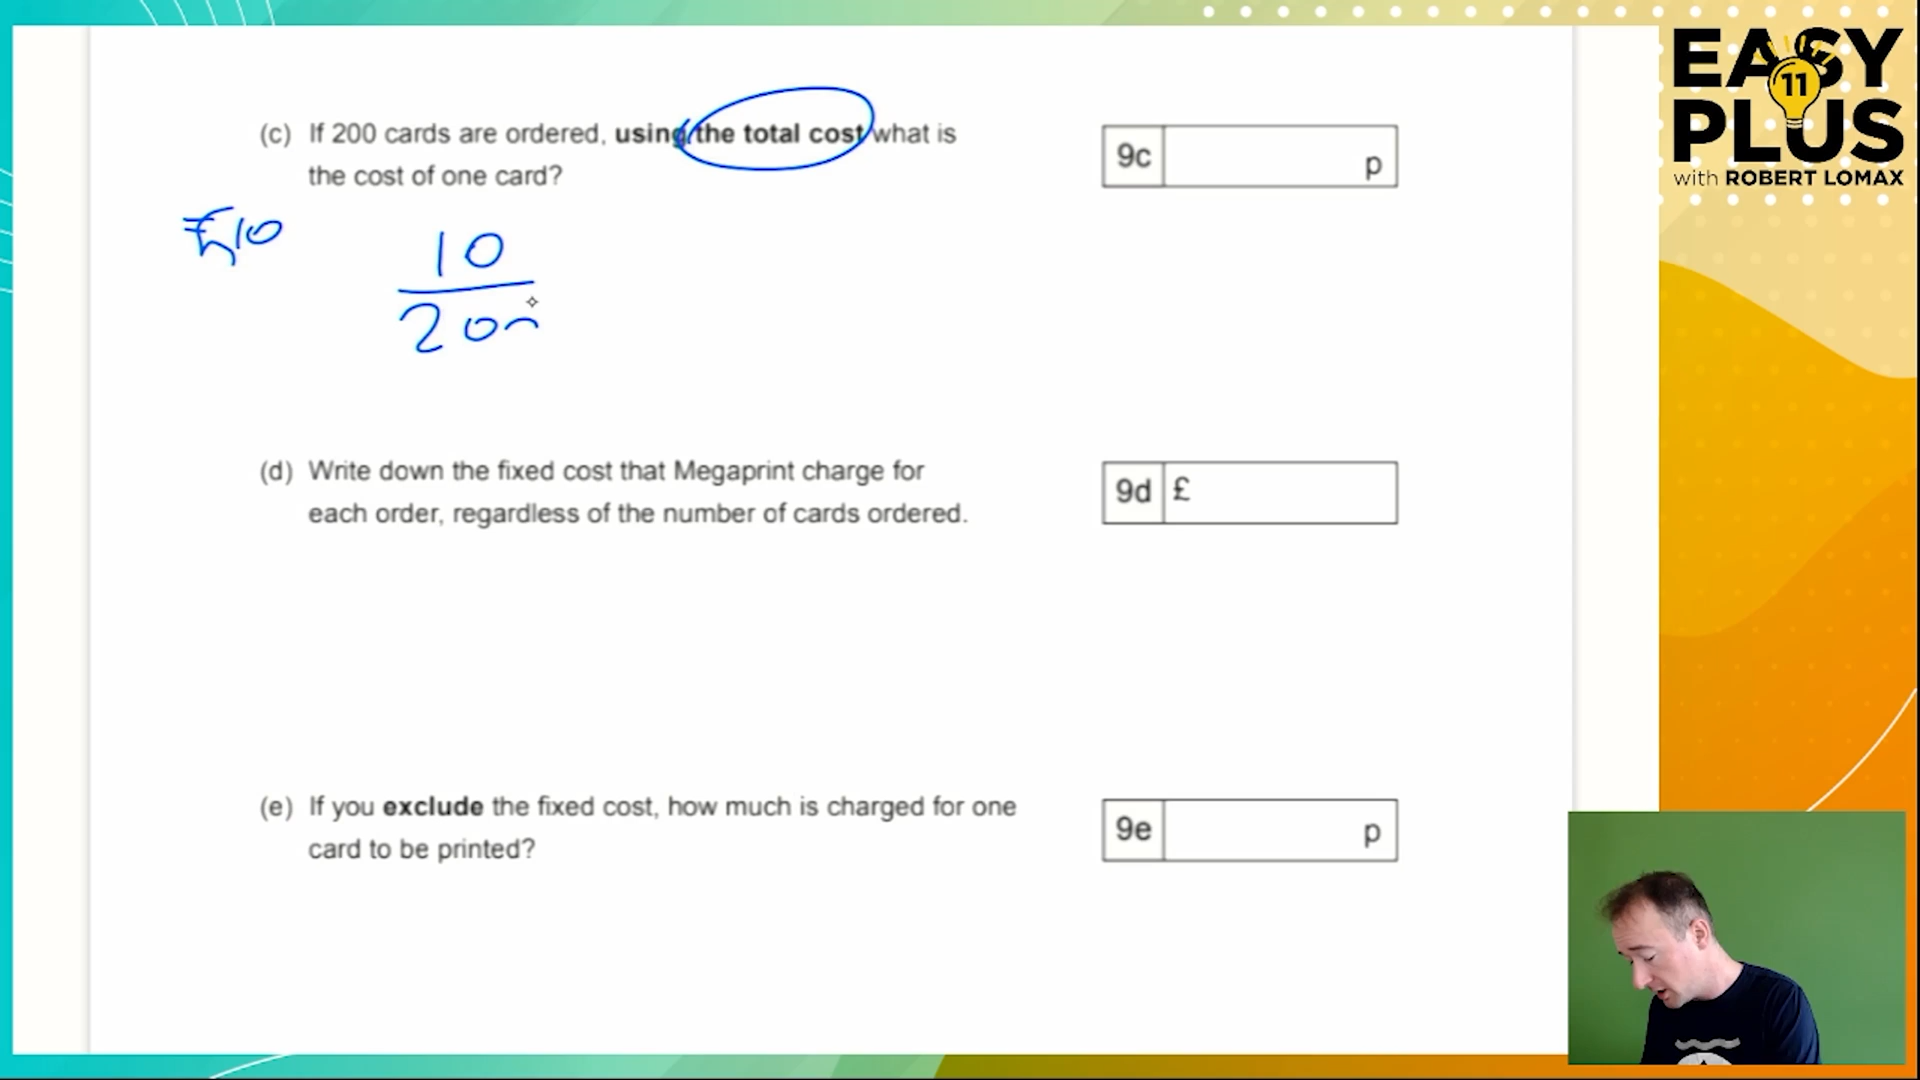 EASY
11
PLUS
with ROBERT LOMAX
(c) If 200 cards are ordered, using the total cost what is
the cost of one card?
9c p
£10
10
200
(d) Write down the fixed cost that Megaprint charge for
each order, regardless of the number of cards ordered.
9d £
(e) If you exclude the fixed cost, how much is charged for one
card to be printed?
9e p